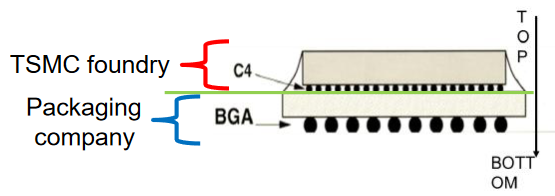 TSMC foundry
C4
Packaging
company
BGA
T
O
P
BOTT
OM